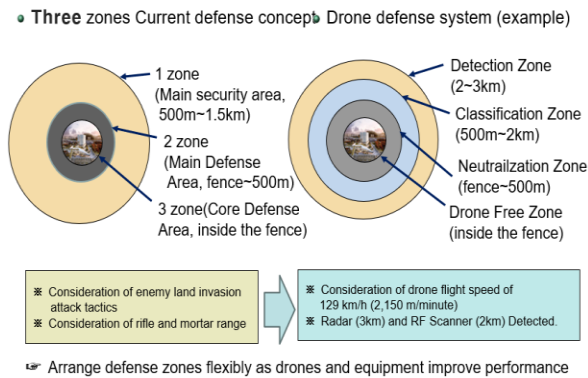 Three zones Current defense concept
Drone defense system (example)
1 zone
(Main security area,
500m~1.5km)
2 zone
(Main Defense
Area, fence~500m)
3 zone(Core Defense
Area, inside the fence)
Detection Zone
(2~3km)
Classification Zone
(500m~2km)
Neutrailzation Zone
(fence~500m)
Drone Free Zone
(inside the fence)
※ Consideration of enemy land invasion
attack tactics
※ Consideration of rifle and mortar range
※ Consideration of drone flight speed of
129 km/h (2,150 m/minute)
※ Radar (3km) and RF Scanner (2km) Detected.
☞ Arrange defense zones flexibly as drones and equipment improve performance